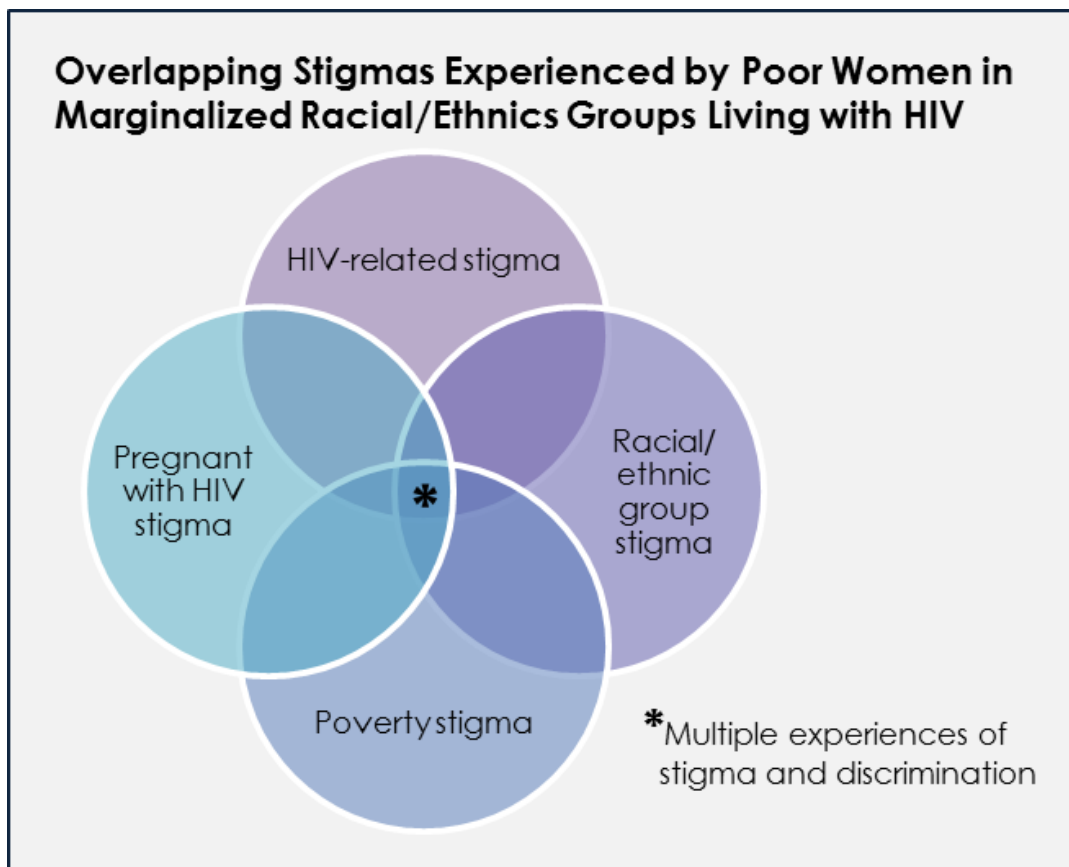 Overlapping Stigmas Experienced by Poor Women in
Marginalized Racial/Ethnics Groups Living with HIV
HIV-related stigma
Pregnant
with HIV
stigma
Racial/
ethnic
group
stigma
*
Poverty stigma
*Multiple experiences of
stigma and discrimination